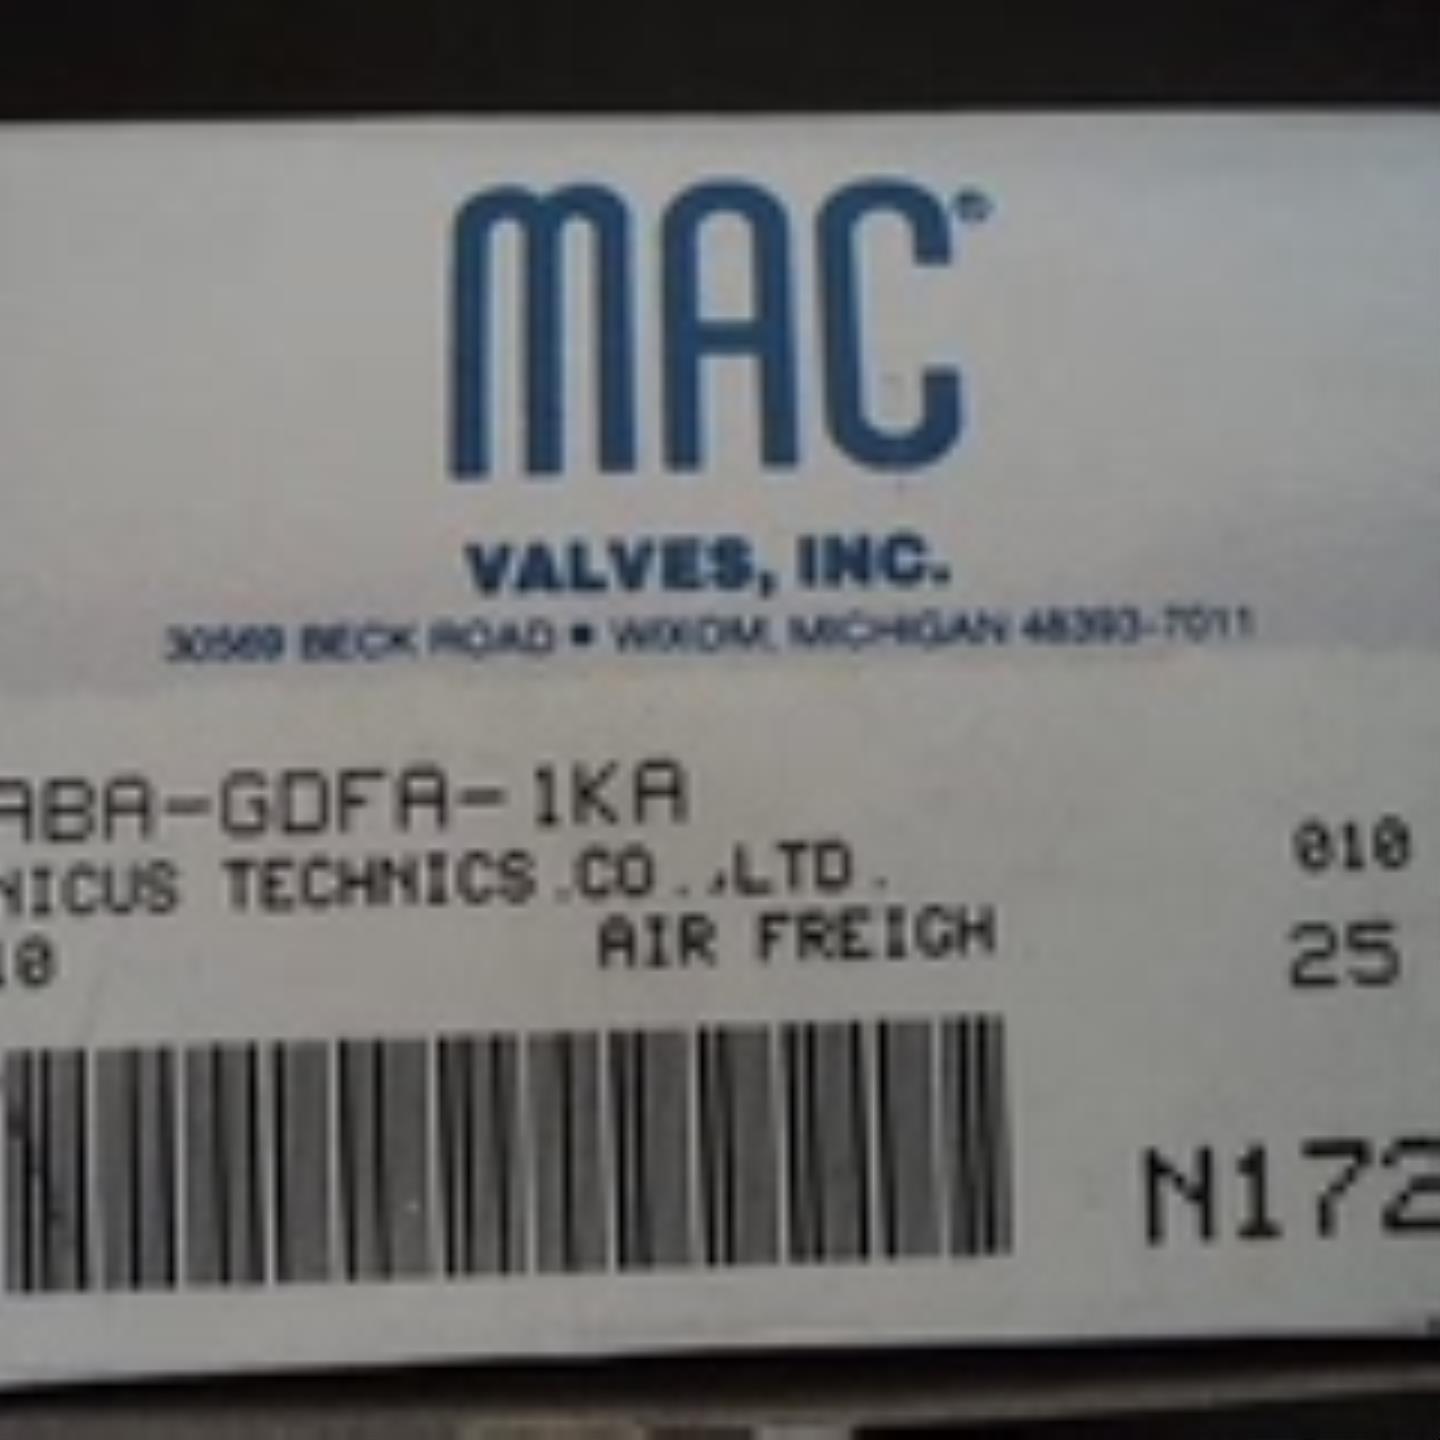 MAC®
VALVES, INC.
30569 BECK ROAD • WIXOM, MICHIGAN 48393-7011
ABA-GDFA-1KA
NICUS TECHNICS.CO.,LTD. 010
10 AIR FREIGH 25
N172